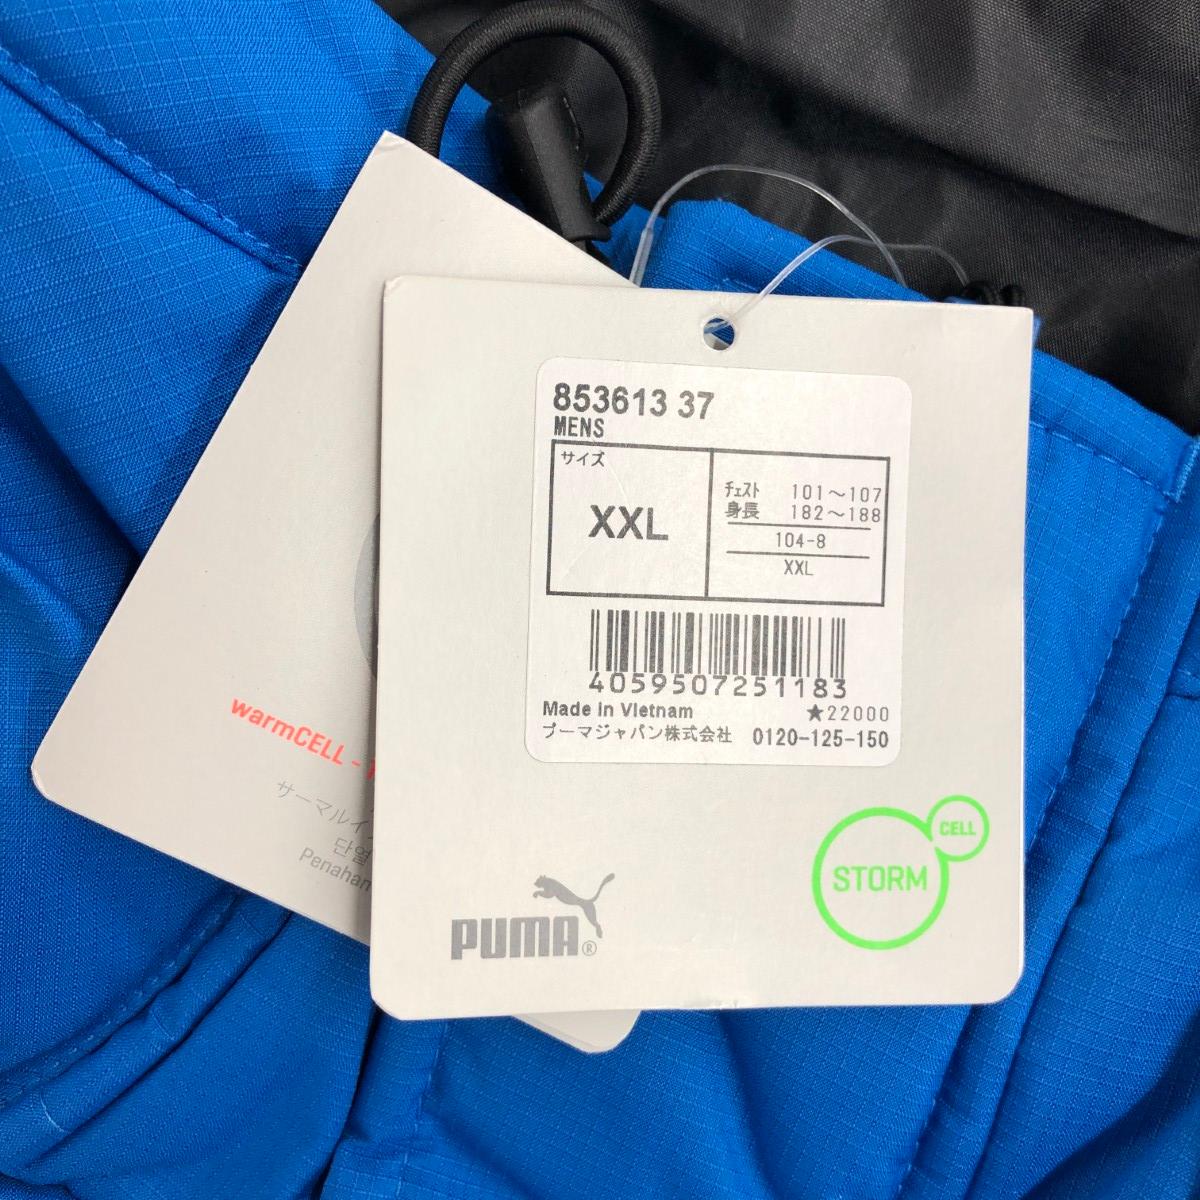 853613 37
MENS
サイズ
XXL
チェスト 101～107
身長 182～188
104-8
XXL
4059507251183
Made in Vietnam ★22000
プーマジャパン株式会社 0120-125-150
STORM CELL
PUMA®
warmCELL -
サーマルイ
단열
Penahan